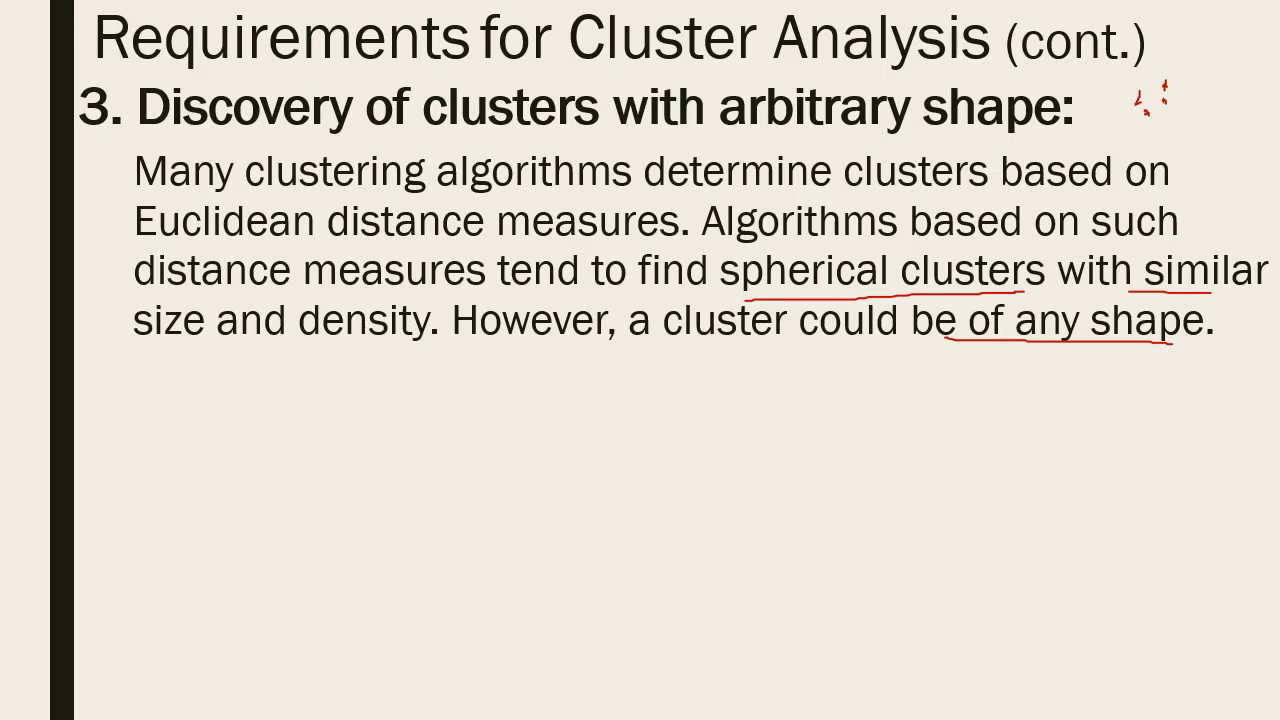 Requirements for Cluster Analysis (cont.)
3. Discovery of clusters with arbitrary shape:
Many clustering algorithms determine clusters based on
Euclidean distance measures. Algorithms based on such
distance measures tend to find spherical clusters with similar
size and density. However, a cluster could be of any shape.